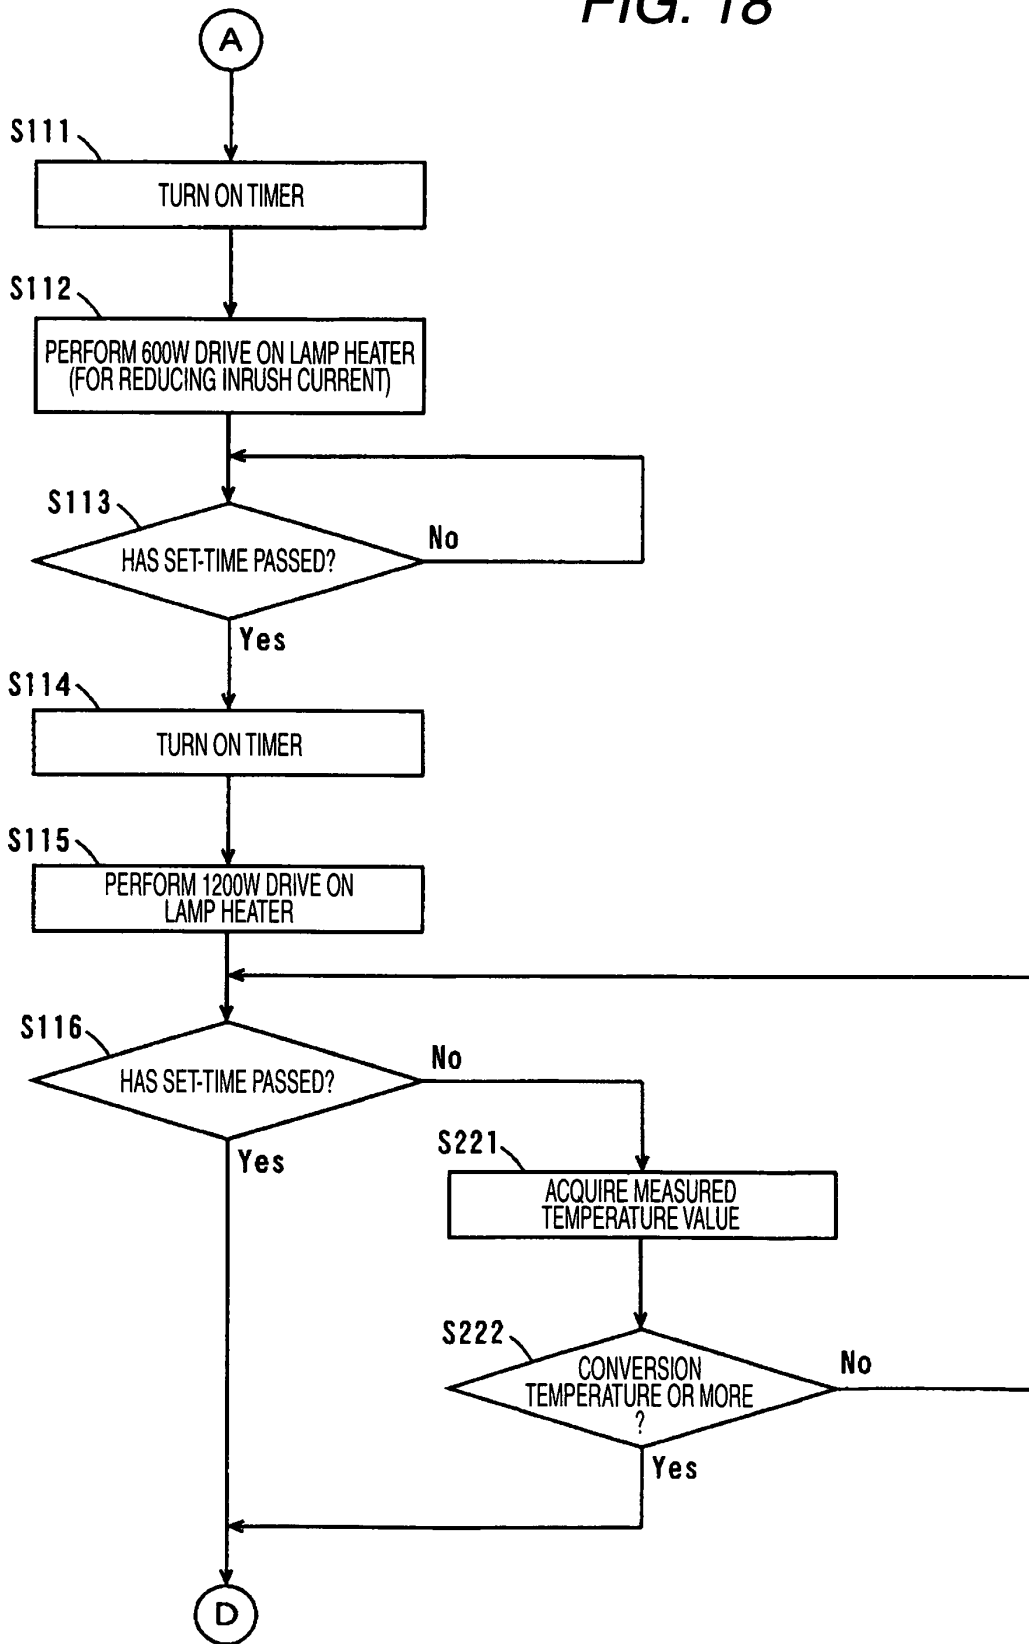 FIG. 18
A
S111
TURN ON TIMER
S112
PERFORM 600W DRIVE ON LAMP HEATER
(FOR REDUCING INRUSH CURRENT)
S113
HAS SET-TIME PASSED?
No
Yes
S114
TURN ON TIMER
S115
PERFORM 1200W DRIVE ON
LAMP HEATER
S116
HAS SET-TIME PASSED?
No
Yes
S221
ACQUIRE MEASURED
TEMPERATURE VALUE
S222
CONVERSION
TEMPERATURE OR MORE
?
No
Yes
D